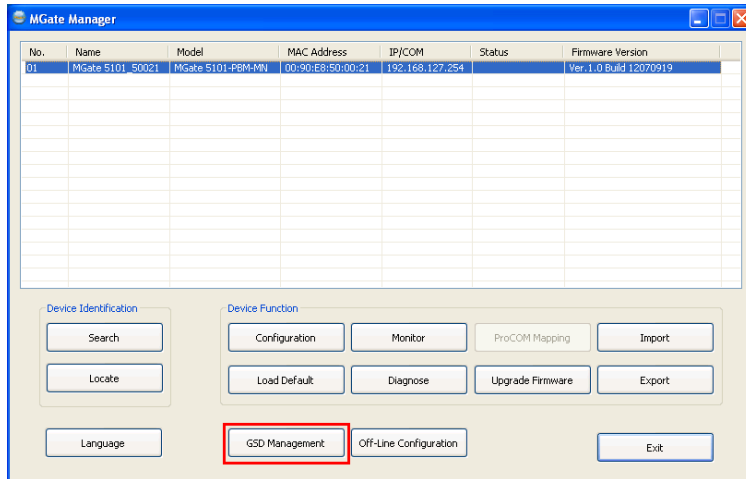 MGate Manager
No. Name Model MAC Address IP/COM Status Firmware Version
01 MGate 5101_50021 MGate 5101-PBM-MN 00:90:E8:50:00:21 192.168.127.254 Ver.1.0 Build 12070919
Device Identification Device Function
Search Configuration Monitor ProCOM Mapping Import
Locate Load Default Diagnose Upgrade Firmware Export
Language GSD Management Off-Line Configuration Exit